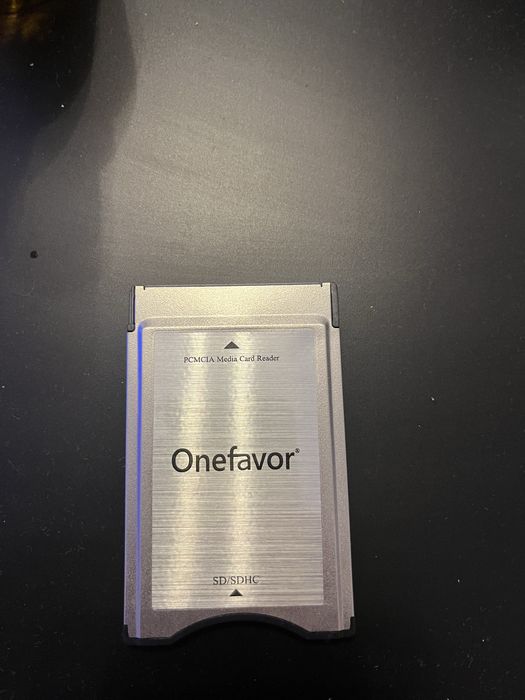 PCMCIA Media Card Reader
Onefavor®
SD/SDHC